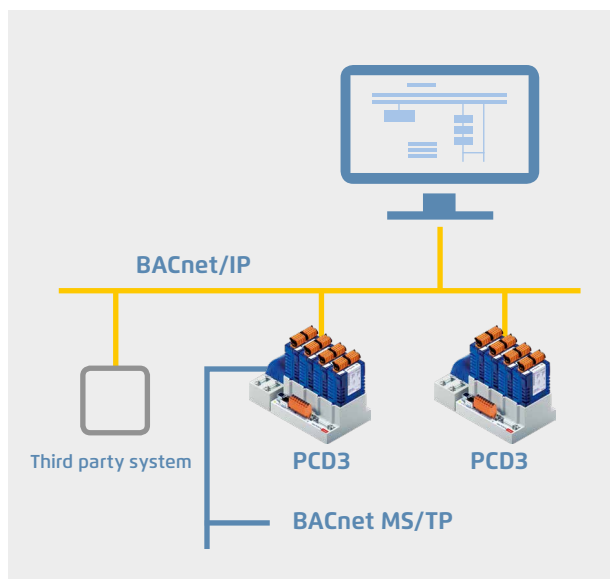 BACnet/IP
Third party system
PCD3
PCD3
BACnet MS/TP